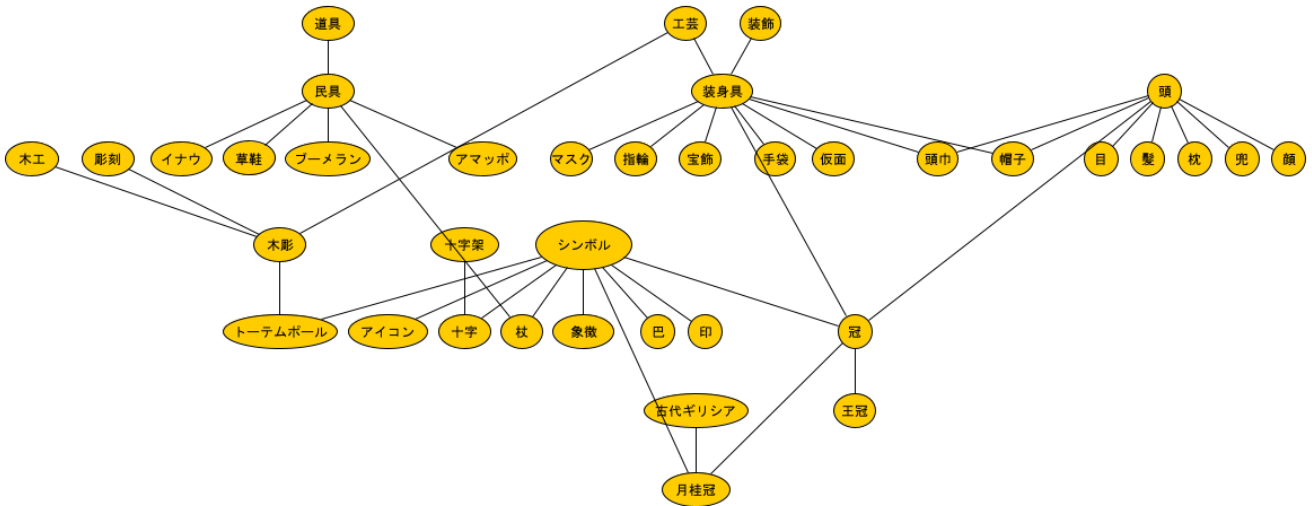 道具
工芸
装飾
民具
装身具
頭
木工
彫刻
イナウ
草鞋
ブーメラン
アマッポ
マスク
指輪
宝飾
手袋
仮面
頭巾
帽子
目
髪
枕
兜
顔
木彫
十字架
シンボル
トーテムポール
アイコン
十字
杖
象徴
巴
印
冠
古代ギリシア
王冠
月桂冠